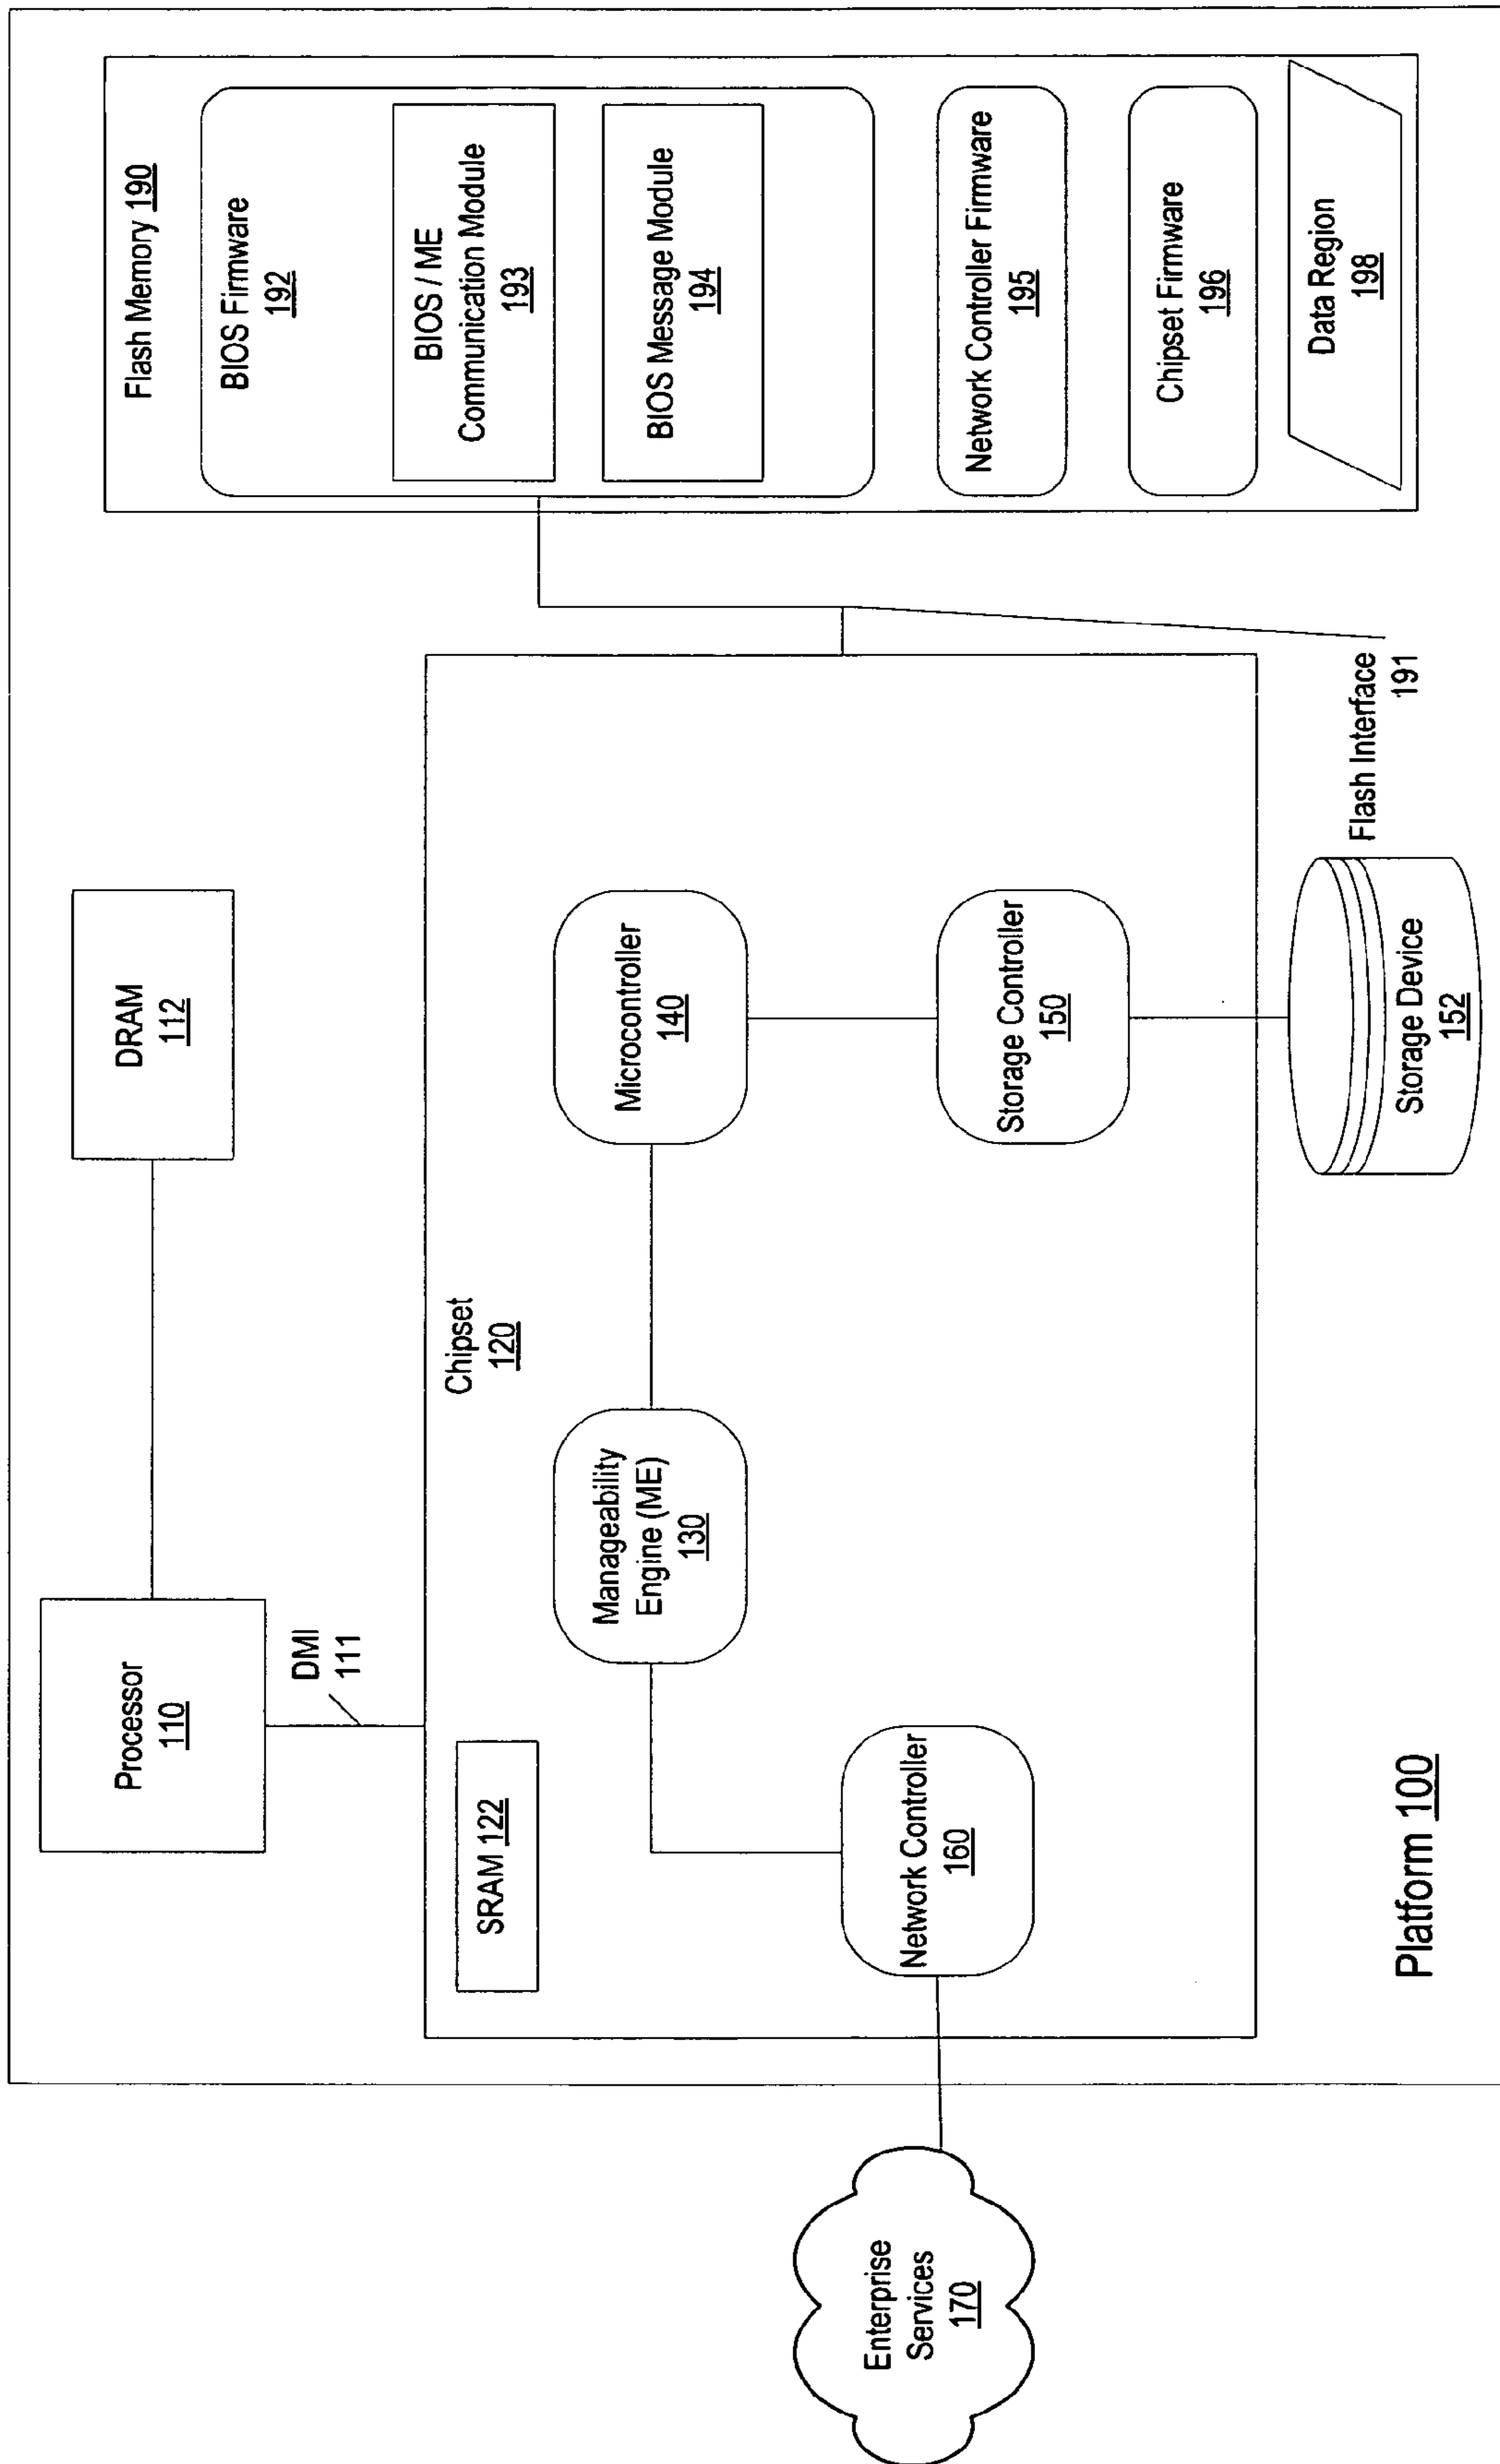 Processor
110
DRAM
112
DMI
111
Flash Memory 190
BIOS Firmware
192
BIOS / ME
Communication Module
193
BIOS Message Module
194
Network Controller Firmware
195
Chipset Firmware
196
Data Region
198
Chipset
120
SRAM 122
Manageability
Engine (ME)
130
Microcontroller
140
Network Controller
160
Storage Controller
150
Enterprise
Services
170
Flash Interface
191
Storage Device
152
Platform 100